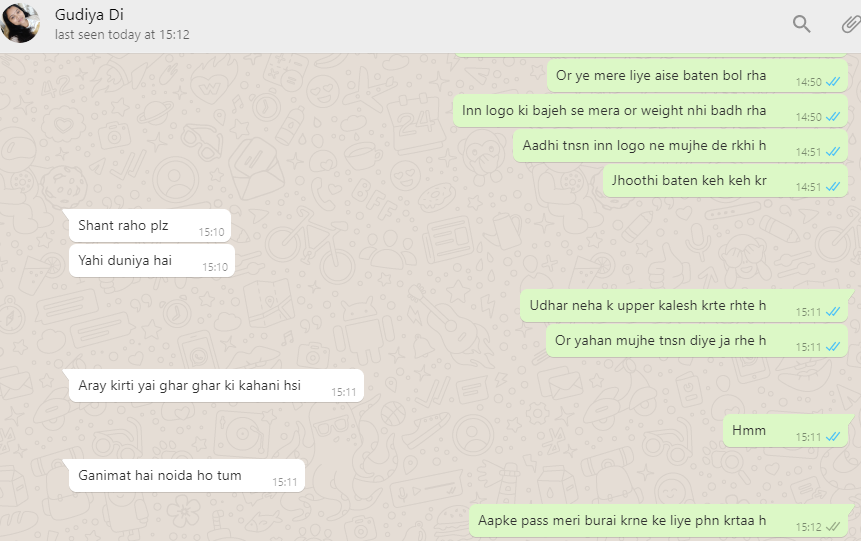 Gudiya Di
last seen today at 15:12
Or ye mere liye aise baten bol rha 14:50
Inn logo ki bajeh se mera or weight nhi badh rha 14:50
Aadhi tnsn inn logo ne mujhe de rkhi h 14:51
Jhoothi baten keh keh kr 14:51
Shant raho plz 15:10
Yahi duniya hai 15:10
Udhar neha k upper kalesh krte rhte h 15:11
Or yahan mujhe tnsn diye ja rhe h 15:11
Aray kirti yai ghar ghar ki kahani hsi 15:11
Hmm 15:11
Ganimat hai noida ho tum 15:11
Aapke pass meri burai krne ke liye phn krtaa h 15:12